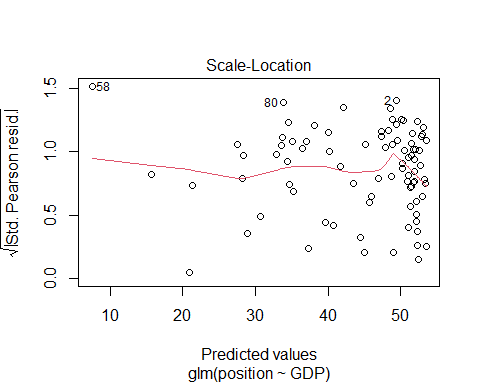 Scale-Location
√|Std. Pearson resid.|
1.5
1.0
0.5
0.0
58
80
2
10 20 30 40 50
Predicted values
glm(position ~ GDP)